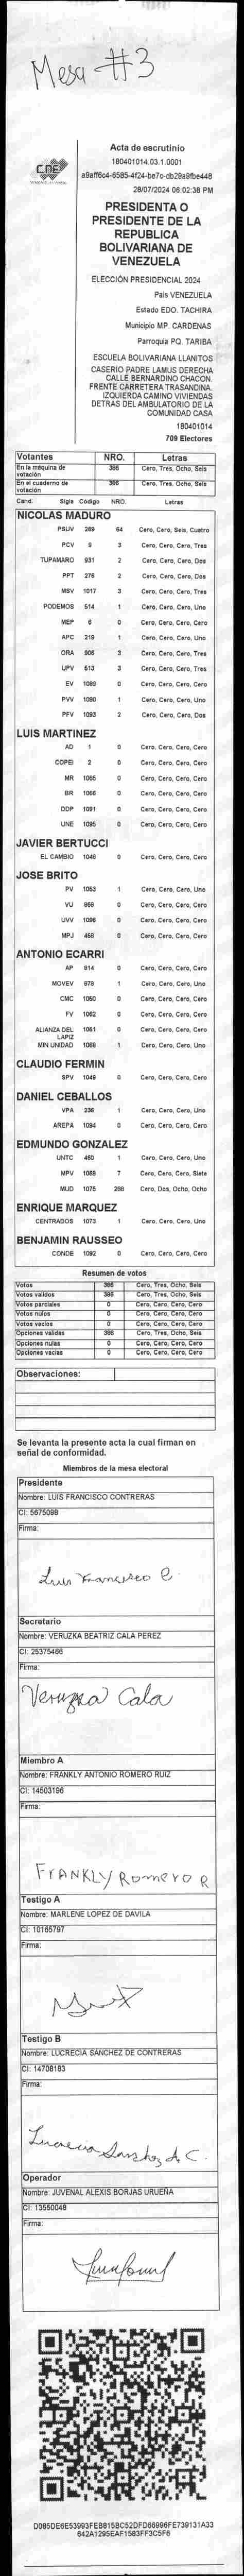 Mesa #3
CNE
Acta de escrutinio
180401014.03.1.0001
a9aff6c4-6585-4f24-be7c-db29a9fbe448
28/07/2024 06:02:38 PM
PRESIDENTA O
PRESIDENTE DE LA
REPUBLICA
BOLIVARIANA DE
VENEZUELA
ELECCIÓN PRESIDENCIAL 2024
País VENEZUELA
Estado EDO. TACHIRA
Municipio MP. CARDENAS
Parroquia PQ. TARIBA
ESCUELA BOLIVARIANA LLANITOS
CASERIO PADRE LAMUS DERECHA
CALLE BERNARDINO CHACON.
FRENTE CARRETERA TRASANDINA.
IZQUIERDA CAMINO VIVIENDAS
DETRAS DEL AMBULATORIO DE LA
COMUNIDAD CASA
180401014
709 Electores
Votantes NRO. Letras
En la máquina de votación 386 Cero, Tres, Ocho, Seis
En el cuaderno de votación 386 Cero, Tres, Ocho, Seis
Cand. Sigla Código NRO. Letras
NICOLAS MADURO
PSUV 269 64 Cero, Cero, Seis, Cuatro
PCV 9 3 Cero, Cero, Cero, Tres
TUPAMARO 931 2 Cero, Cero, Cero, Dos
PPT 276 2 Cero, Cero, Cero, Dos
MSV 1017 3 Cero, Cero, Cero, Tres
PODEMOS 514 1 Cero, Cero, Cero, Uno
MEP 6 0 Cero, Cero, Cero, Cero
APC 219 1 Cero, Cero, Cero, Uno
ORA 906 3 Cero, Cero, Cero, Tres
UPV 513 3 Cero, Cero, Cero, Tres
EV 1089 0 Cero, Cero, Cero, Cero
PVV 1090 1 Cero, Cero, Cero, Uno
PFV 1093 2 Cero, Cero, Cero, Dos
LUIS MARTINEZ
AD 1 0 Cero, Cero, Cero, Cero
COPEI 2 0 Cero, Cero, Cero, Cero
MR 1065 0 Cero, Cero, Cero, Cero
BR 1066 0 Cero, Cero, Cero, Cero
DDP 1091 0 Cero, Cero, Cero, Cero
UNE 1095 0 Cero, Cero, Cero, Cero
JAVIER BERTUCCI
EL CAMBIO 1048 0 Cero, Cero, Cero, Cero
JOSE BRITO
PV 1053 1 Cero, Cero, Cero, Uno
VU 868 0 Cero, Cero, Cero, Cero
UVV 1096 0 Cero, Cero, Cero, Cero
MPJ 458 0 Cero, Cero, Cero, Cero
ANTONIO ECARRI
AP 914 0 Cero, Cero, Cero, Cero
MOVEV 978 1 Cero, Cero, Cero, Uno
CMC 1050 0 Cero, Cero, Cero, Cero
FV 1052 0 Cero, Cero, Cero, Cero
ALIANZA DEL LAPIZ 1061 0 Cero, Cero, Cero, Cero
MIN UNIDAD 1068 1 Cero, Cero, Cero, Uno
CLAUDIO FERMIN
SPV 1049 0 Cero, Cero, Cero, Cero
DANIEL CEBALLOS
VPA 236 1 Cero, Cero, Cero, Uno
AREPA 1094 0 Cero, Cero, Cero, Cero
EDMUNDO GONZALEZ
UNTC 460 1 Cero, Cero, Cero, Uno
MPV 1069 7 Cero, Cero, Cero, Siete
MUD 1075 288 Cero, Dos, Ocho, Ocho
ENRIQUE MARQUEZ
CENTRADOS 1073 1 Cero, Cero, Cero, Uno
BENJAMIN RAUSSEO
CONDE 1092 0 Cero, Cero, Cero, Cero
Resumen de votos
Votos 386 Cero, Tres, Ocho, Seis
Votos validos 386 Cero, Tres, Ocho, Seis
Votos parciales 0 Cero, Cero, Cero, Cero
Votos nulos 0 Cero, Cero, Cero, Cero
Votos vacios 0 Cero, Cero, Cero, Cero
Opciones validas 386 Cero, Tres, Ocho, Seis
Opciones nulas 0 Cero, Cero, Cero, Cero
Opciones vacias 0 Cero, Cero, Cero, Cero
Observaciones:
Se levanta la presente acta la cual firman en
señal de conformidad.
Miembros de la mesa electoral
Presidente
Nombre: LUIS FRANCISCO CONTRERAS
CI: 5675098
Firma:
Luis Francisco C.
Secretario
Nombre: VERUZKA BEATRIZ CALA PEREZ
CI: 25375466
Firma:
Veruzka Cala
Miembro A
Nombre: FRANKLY ANTONIO ROMERO RUIZ
CI: 14503196
Firma:
FRANKLY Romero R
Testigo A
Nombre: MARLENE LOPEZ DE DAVILA
CI: 10165797
Firma:
Testigo B
Nombre: LUCRECIA SANCHEZ DE CONTRERAS
CI: 14708183
Firma:
Lucrecia Sanchez d C.
Operador
Nombre: JUVENAL ALEXIS BORJAS URUEÑA
CI: 13550048
Firma:
D085DE6E53993FEB815BC52DFD66996FE739131A33
642A1295EAF1583FF3C5F6